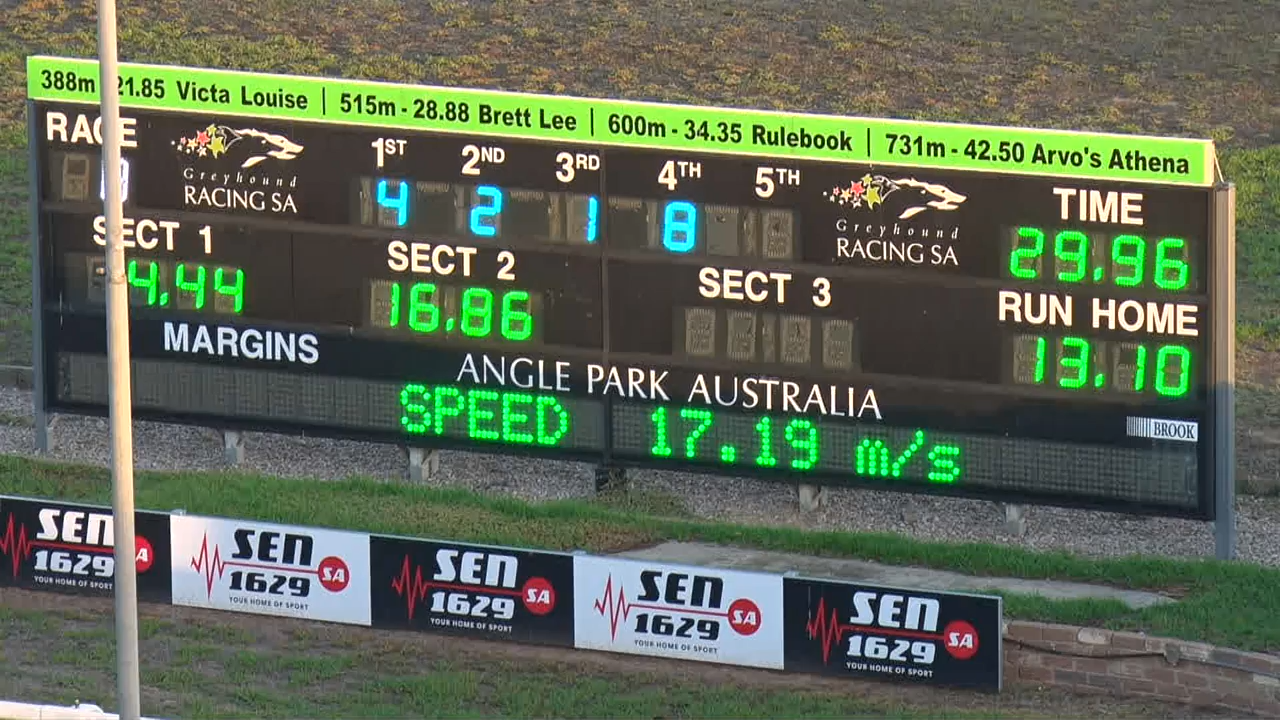 388m 21.85 Victa Louise | 515m - 28.88 Brett Lee | 600m - 34.35 Rulebook | 731m - 42.50 Arvo's Athena
RACE
Greyhound
RACING SA
1ST 2ND 3RD 4TH 5TH
4 2 1 8
Greyhound
RACING SA
TIME
29.96
SECT 1
4.44
SECT 2
16.86
SECT 3
RUN HOME
13.10
MARGINS
ANGLE PARK AUSTRALIA
SPEED 17.19 m/s
BROOK
SEN
1629
YOUR HOME OF SPORT
SEN
1629 SA
YOUR HOME OF SPORT
SEN
1629 SA
YOUR HOME OF SPORT
SEN
1629 SA
YOUR HOME OF SPORT
SEN
1629 SA
YOUR HOME OF SPORT